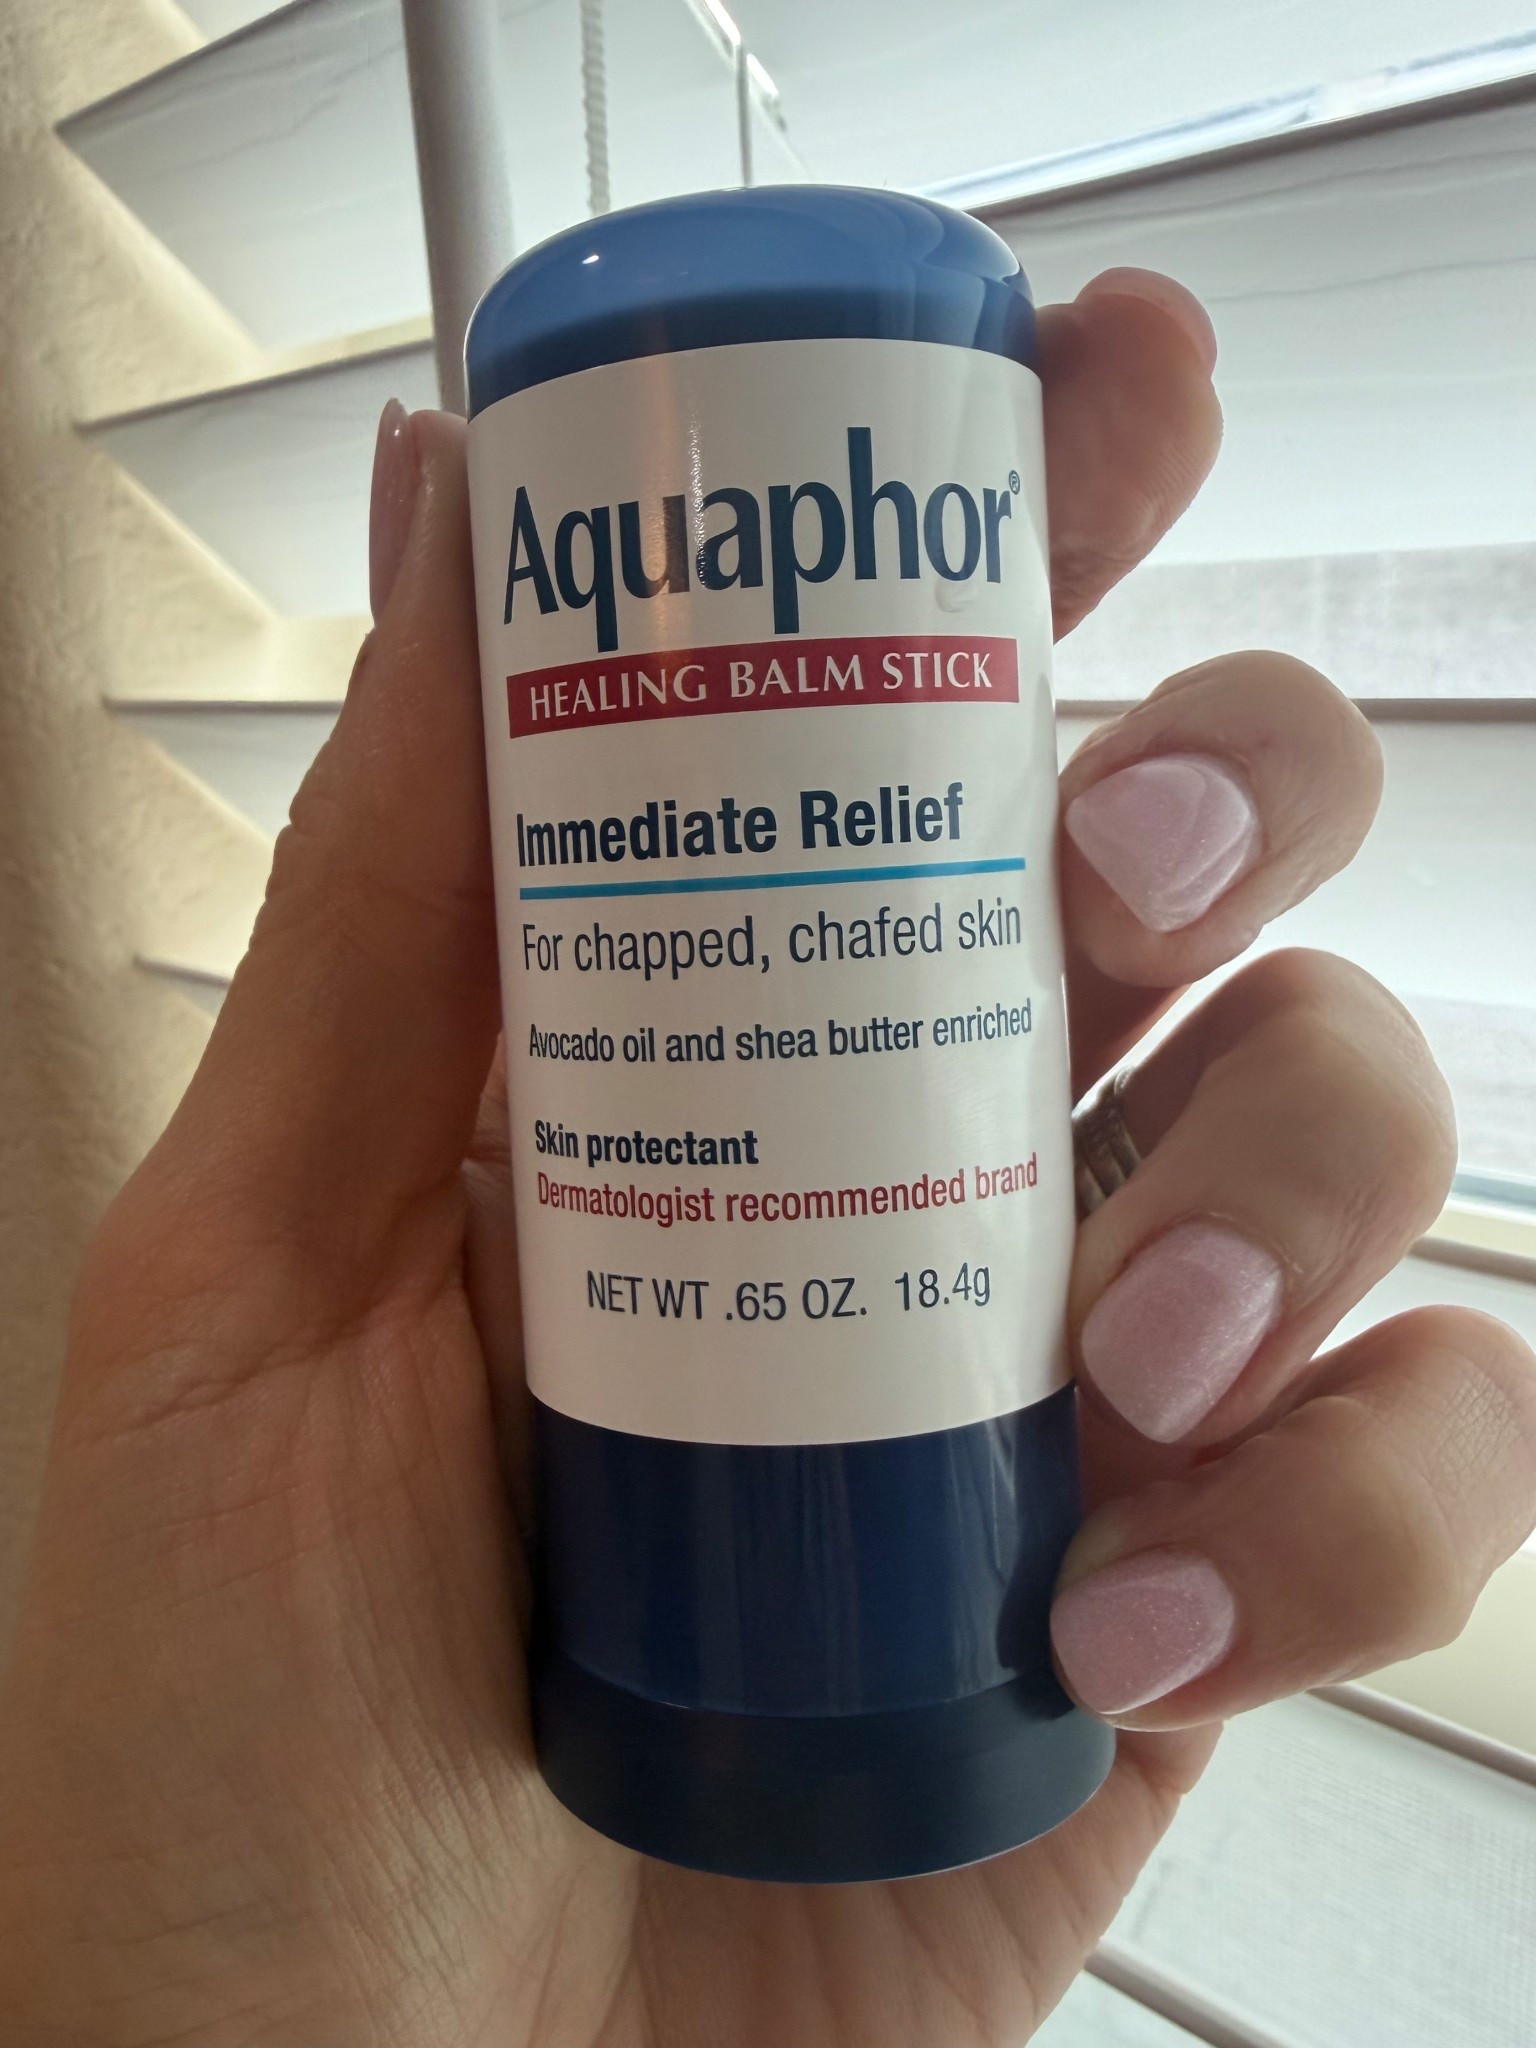 Aquaphor®
HEALING BALM STICK
Immediate Relief
For chapped, chafed skin
Avocado oil and shea butter enriched
Skin protectant
Dermatologist recommended brand
NET WT .65 OZ. 18.4g